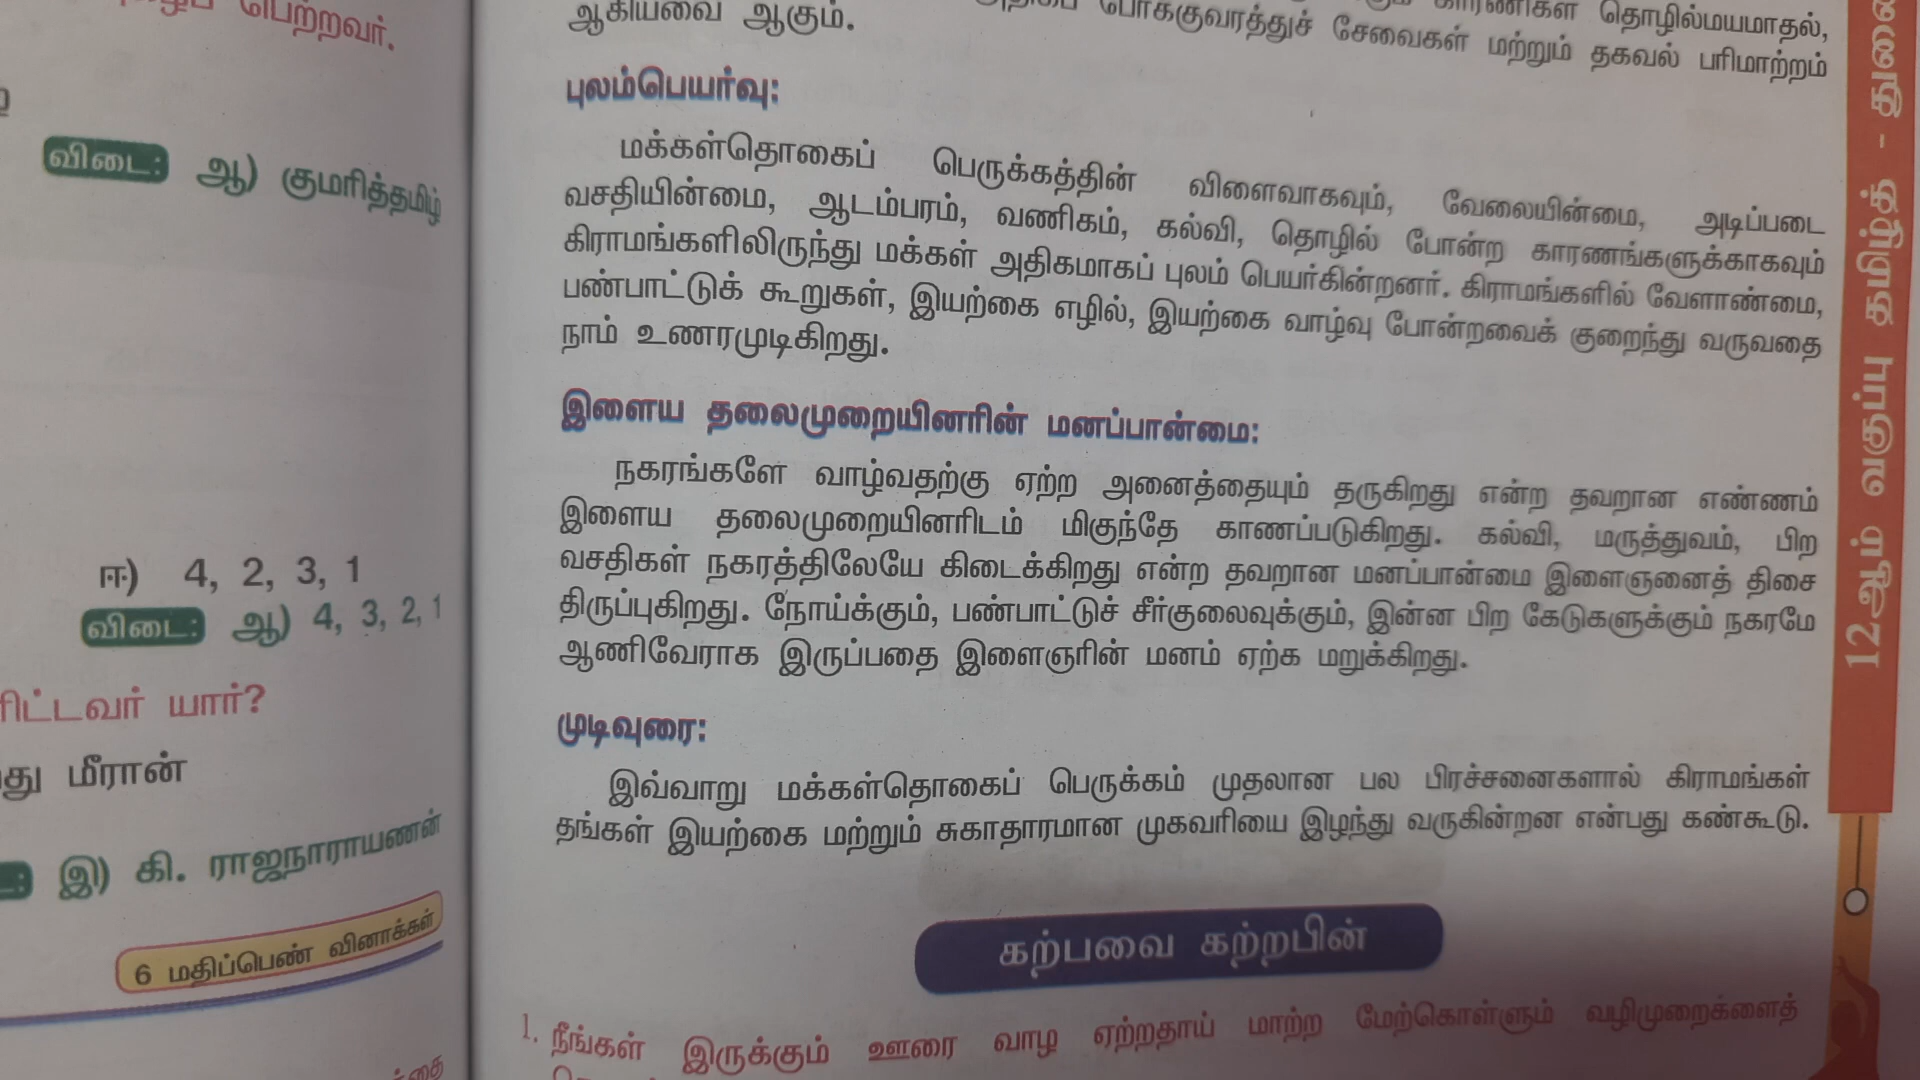 பெற்றவர்.
விடை: ஆ) குமரித்தமிழ்
ஈ) 4, 2, 3, 1
விடை: ஆ) 4, 3, 2, 1
யார்?
மீரான்
இ) கி. ராஜநாராயணன்
6 மதிப்பெண் வினாக்கள்
தொழில்மயமாதல்,
போக்குவரத்துச் சேவைகள் மற்றும் தகவல் பரிமாற்றம்
ஆகியவை ஆகும்.
புலம்பெயர்வு:
மக்கள்தொகைப் பெருக்கத்தின் விளைவாகவும், வேலையின்மை, அடிப்படை
வசதியின்மை, ஆடம்பரம், வணிகம், கல்வி, தொழில் போன்ற காரணங்களுக்காகவும்
கிராமங்களிலிருந்து மக்கள் அதிகமாகப் புலம் பெயர்கின்றனர். கிராமங்களில் வேளாண்மை,
பண்பாட்டுக் கூறுகள், இயற்கை எழில், இயற்கை வாழ்வு போன்றவைக் குறைந்து வருவதை
நாம் உணரமுடிகிறது.
இளைய தலைமுறையினரின் மனப்பான்மை:
நகரங்களே வாழ்வதற்கு ஏற்ற அனைத்தையும் தருகிறது என்ற தவறான எண்ணம்
இளைய தலைமுறையினரிடம் மிகுந்தே காணப்படுகிறது. கல்வி, மருத்துவம், பிற
வசதிகள் நகரத்திலேயே கிடைக்கிறது என்ற தவறான மனப்பான்மை இளைஞனைத் திசை
திருப்புகிறது. நோய்க்கும், பண்பாட்டுச் சீர்குலைவுக்கும், இன்ன பிற கேடுகளுக்கும் நகரமே
ஆணிவேராக இருப்பதை இளைஞரின் மனம் ஏற்க மறுக்கிறது.
முடிவுரை:
இவ்வாறு மக்கள்தொகைப் பெருக்கம் முதலான பல பிரச்சனைகளால் கிராமங்கள்
தங்கள் இயற்கை மற்றும் சுகாதாரமான முகவரியை இழந்து வருகின்றன என்பது கண்கூடு.
கற்பவை கற்றபின்
1. நீங்கள் இருக்கும் ஊரை வாழ ஏற்றதாய் மாற்ற மேற்கொள்ளும் வழிமுறைக்ளைத்
12ஆம் வகுப்பு தமிழ்த் -